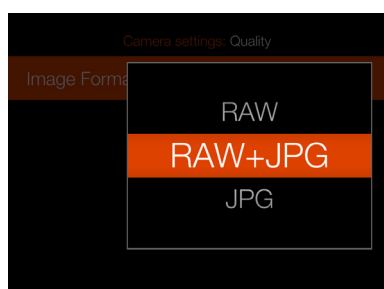 Camera settings: Quality
Image Forma
RAW
RAW+JPG
JPG